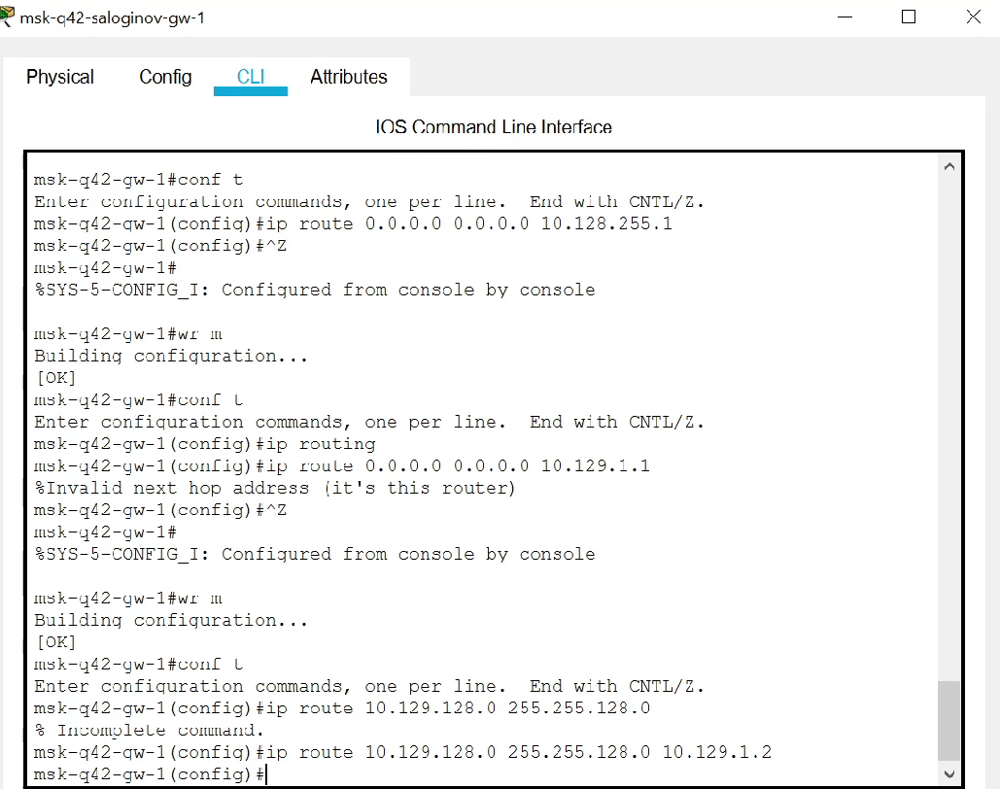 msk-q42-saloginov-gw-1
Physical Config CLI Attributes
IOS Command Line Interface
msk-q42-gw-1#conf t
Enter configuration commands, one per line.  End with CNTL/Z.
msk-q42-gw-1(config)#ip route 0.0.0.0 0.0.0.0 10.128.255.1
msk-q42-gw-1(config)#^Z
msk-q42-gw-1#
%SYS-5-CONFIG_I: Configured from console by console
msk-q42-gw-1#wr m
Building configuration...
[OK]
msk-q42-gw-1#conf t
Enter configuration commands, one per line.  End with CNTL/Z.
msk-q42-gw-1(config)#ip routing
msk-q42-gw-1(config)#ip route 0.0.0.0 0.0.0.0 10.129.1.1
%Invalid next hop address (it's this router)
msk-q42-gw-1(config)#^Z
msk-q42-gw-1#
%SYS-5-CONFIG_I: Configured from console by console
msk-q42-gw-1#wr m
Building configuration...
[OK]
msk-q42-gw-1#conf t
Enter configuration commands, one per line.  End with CNTL/Z.
msk-q42-gw-1(config)#ip route 10.129.128.0 255.255.128.0
% Incomplete command.
msk-q42-gw-1(config)#ip route 10.129.128.0 255.255.128.0 10.129.1.2
msk-q42-gw-1(config)#